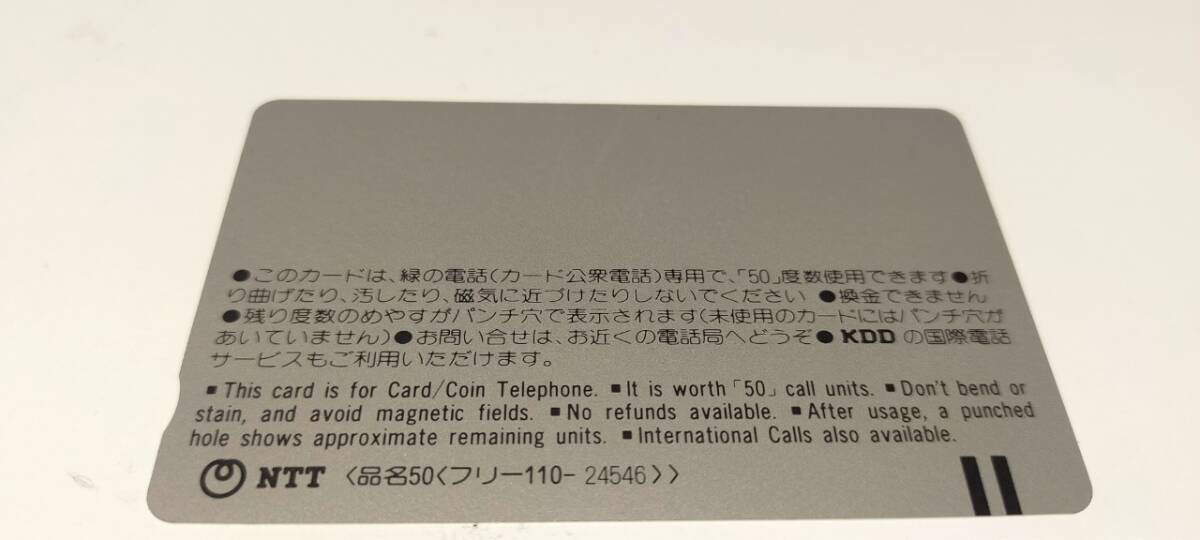 ●このカードは、緑の電話(カード公衆電話)専用で、「50」度数使用できます●折
り曲げたり、汚したり、磁気に近づけたりしないでください ●換金できません
●残り度数のめやすがパンチ穴で表示されます(未使用のカードにはパンチ穴が
あいていません)●お問い合せは、お近くの電話局へどうぞ● KDD の国際電話
サービスもご利用いただけます。
▪This card is for Card/Coin Telephone. ▪It is worth「50」call units. ▪Don't bend or
stain, and avoid magnetic fields. ▪No refunds available. ▪After usage, a punched
hole shows approximate remaining units. ▪International Calls also available.
NTT 〈品名50〈フリー110- 24546〉〉